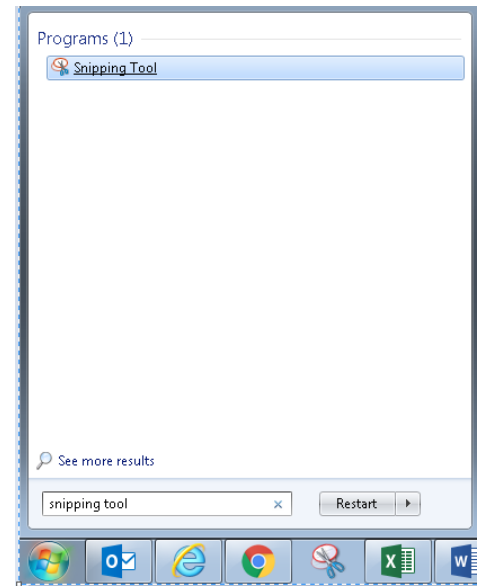 Programs (1)
Snipping Tool
See more results
snipping tool
Restart